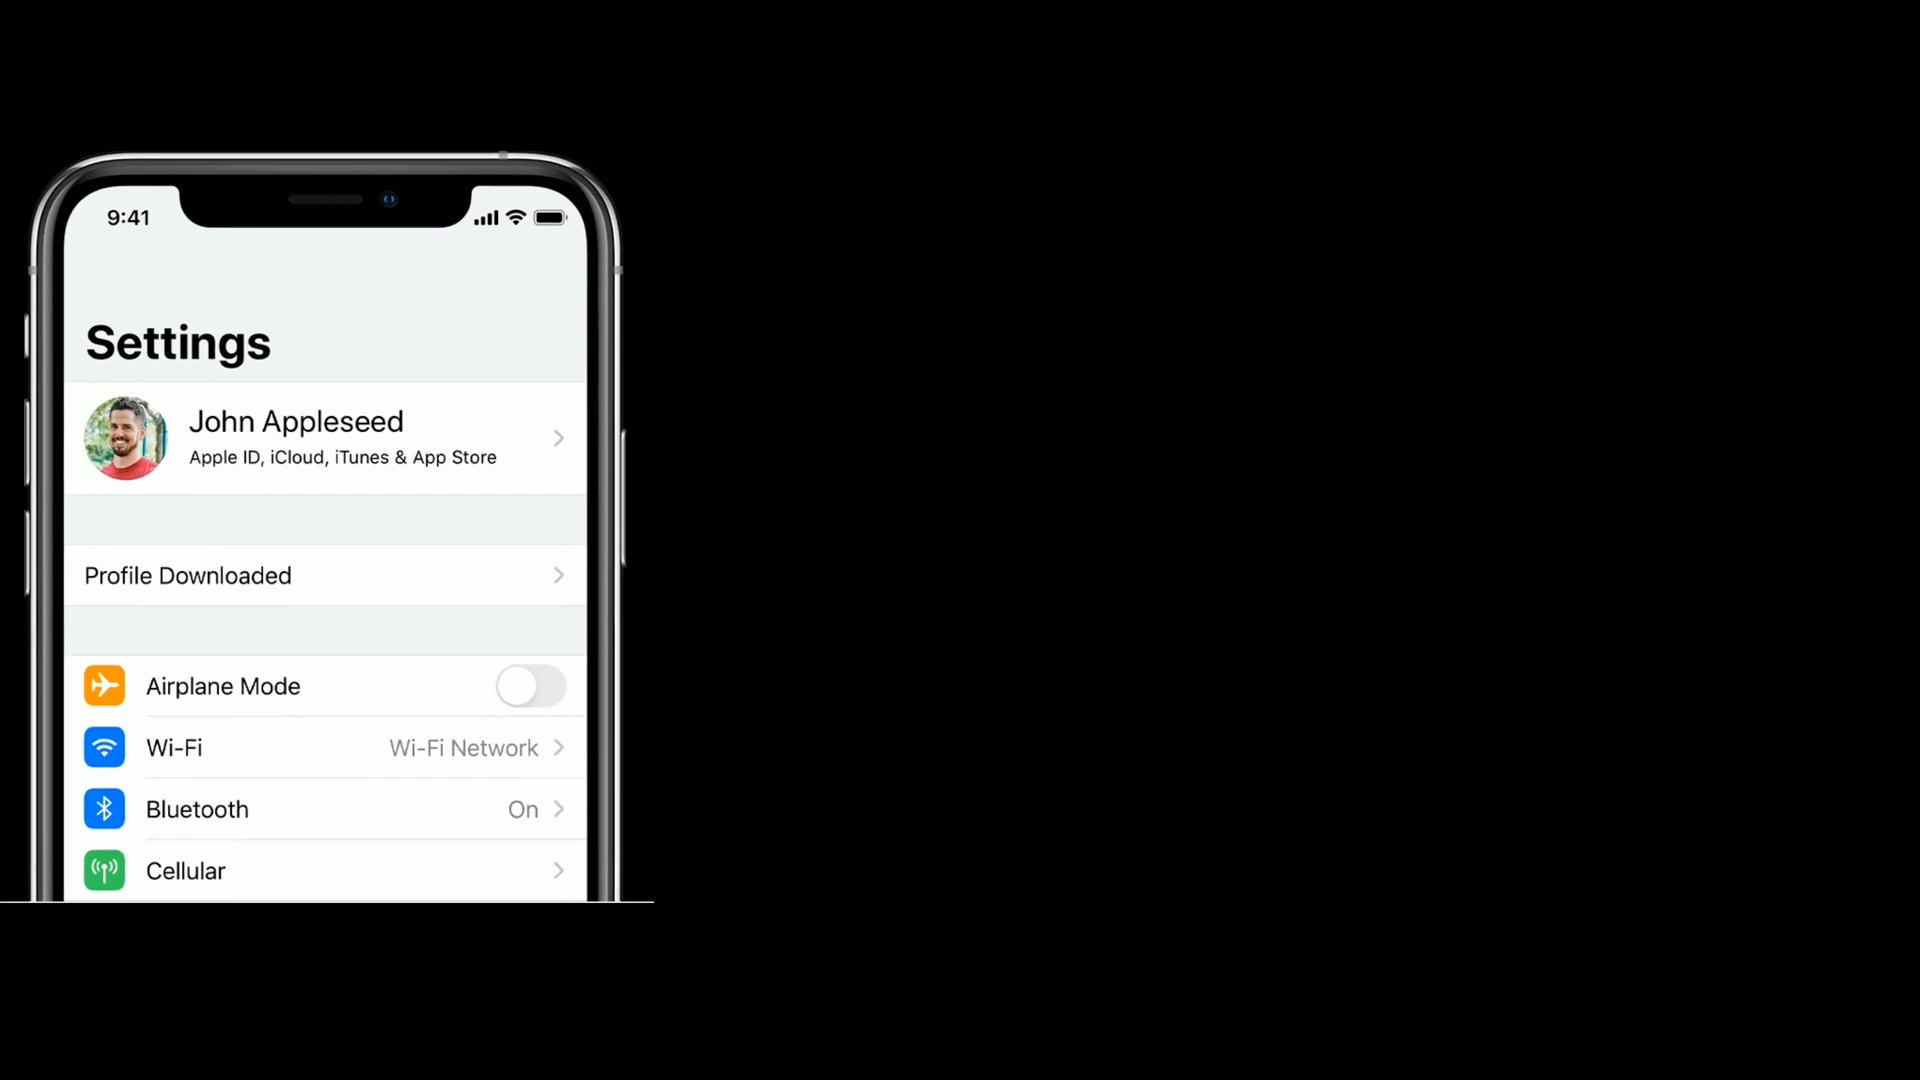 9:41
Settings
John Appleseed
Apple ID, iCloud, iTunes & App Store
Profile Downloaded
Airplane Mode
Wi-Fi Wi-Fi Network
Bluetooth On
Cellular